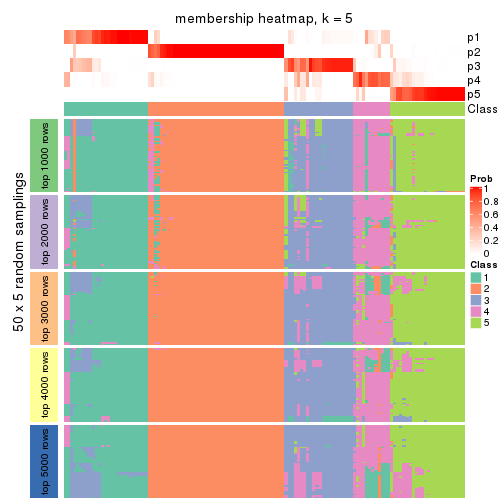 membership heatmap, k = 5
p1
p2
p3
p4
p5
Class
50 x 5 random samplings
top 1000 rows
top 2000 rows
top 3000 rows
top 4000 rows
top 5000 rows
Prob
1
0.8
0.6
0.4
0.2
0
Class
1
2
3
4
5